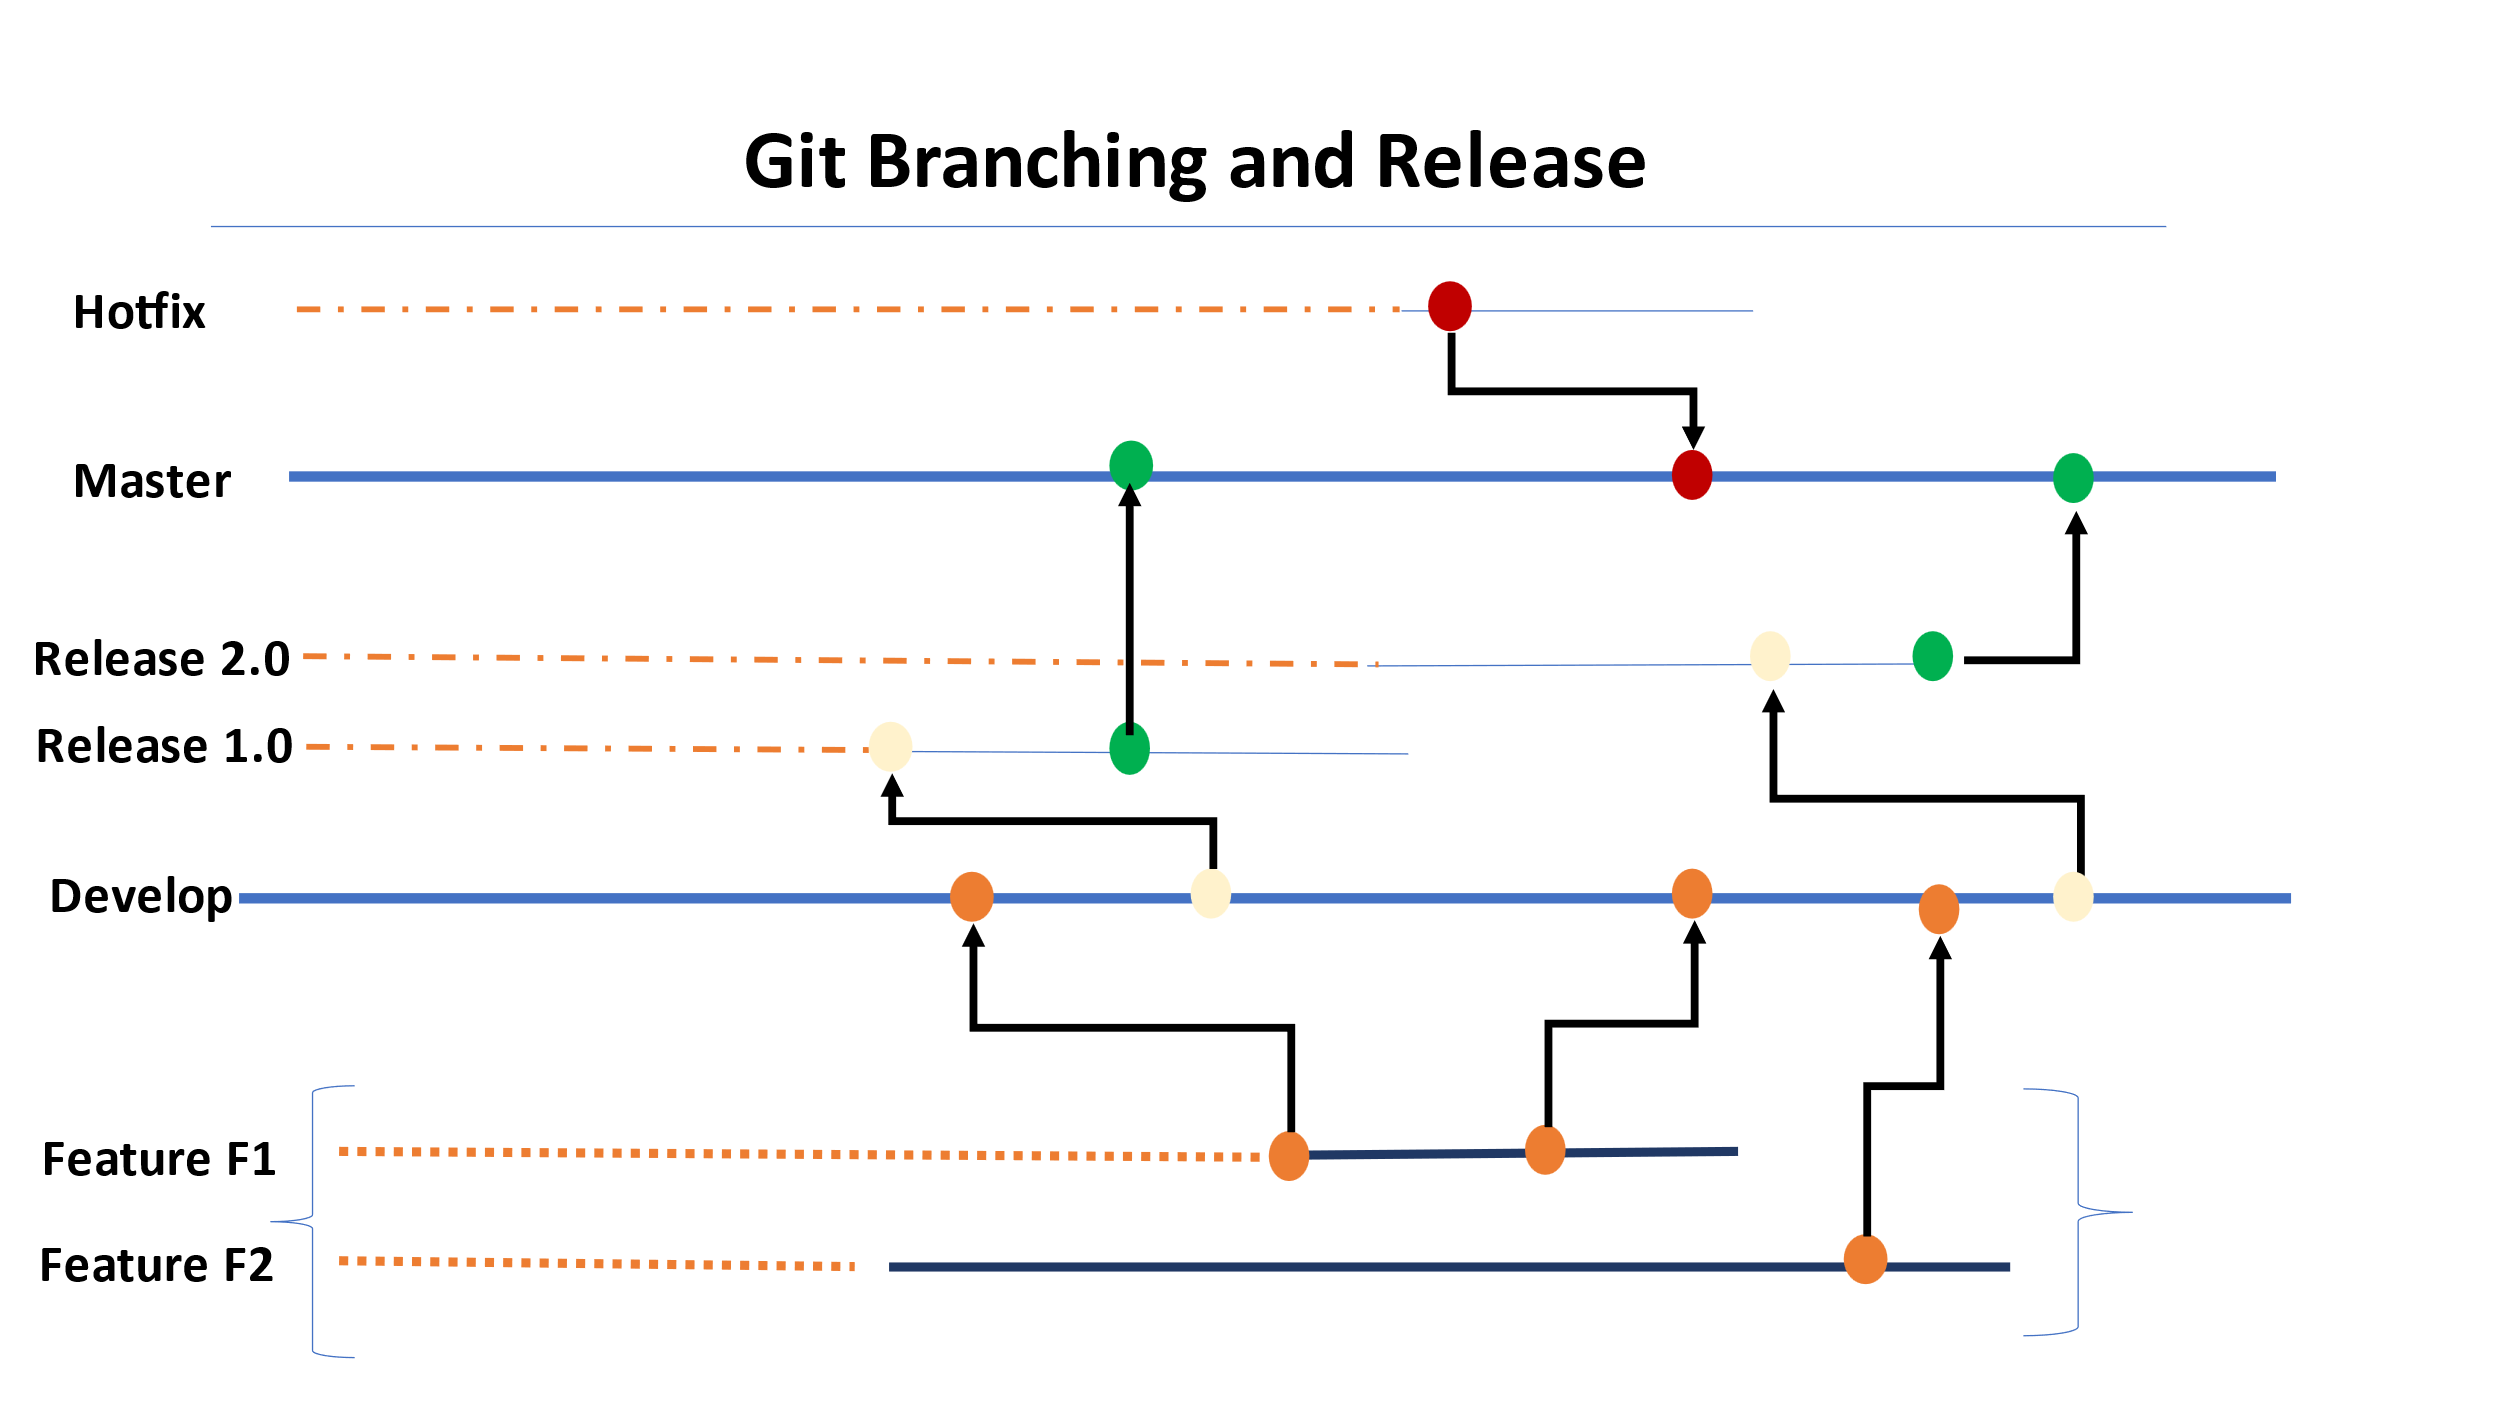 Git Branching and Release
Hotfix
Master
Release 2.0
Release 1.0
Develop
Feature F1
Feature F2